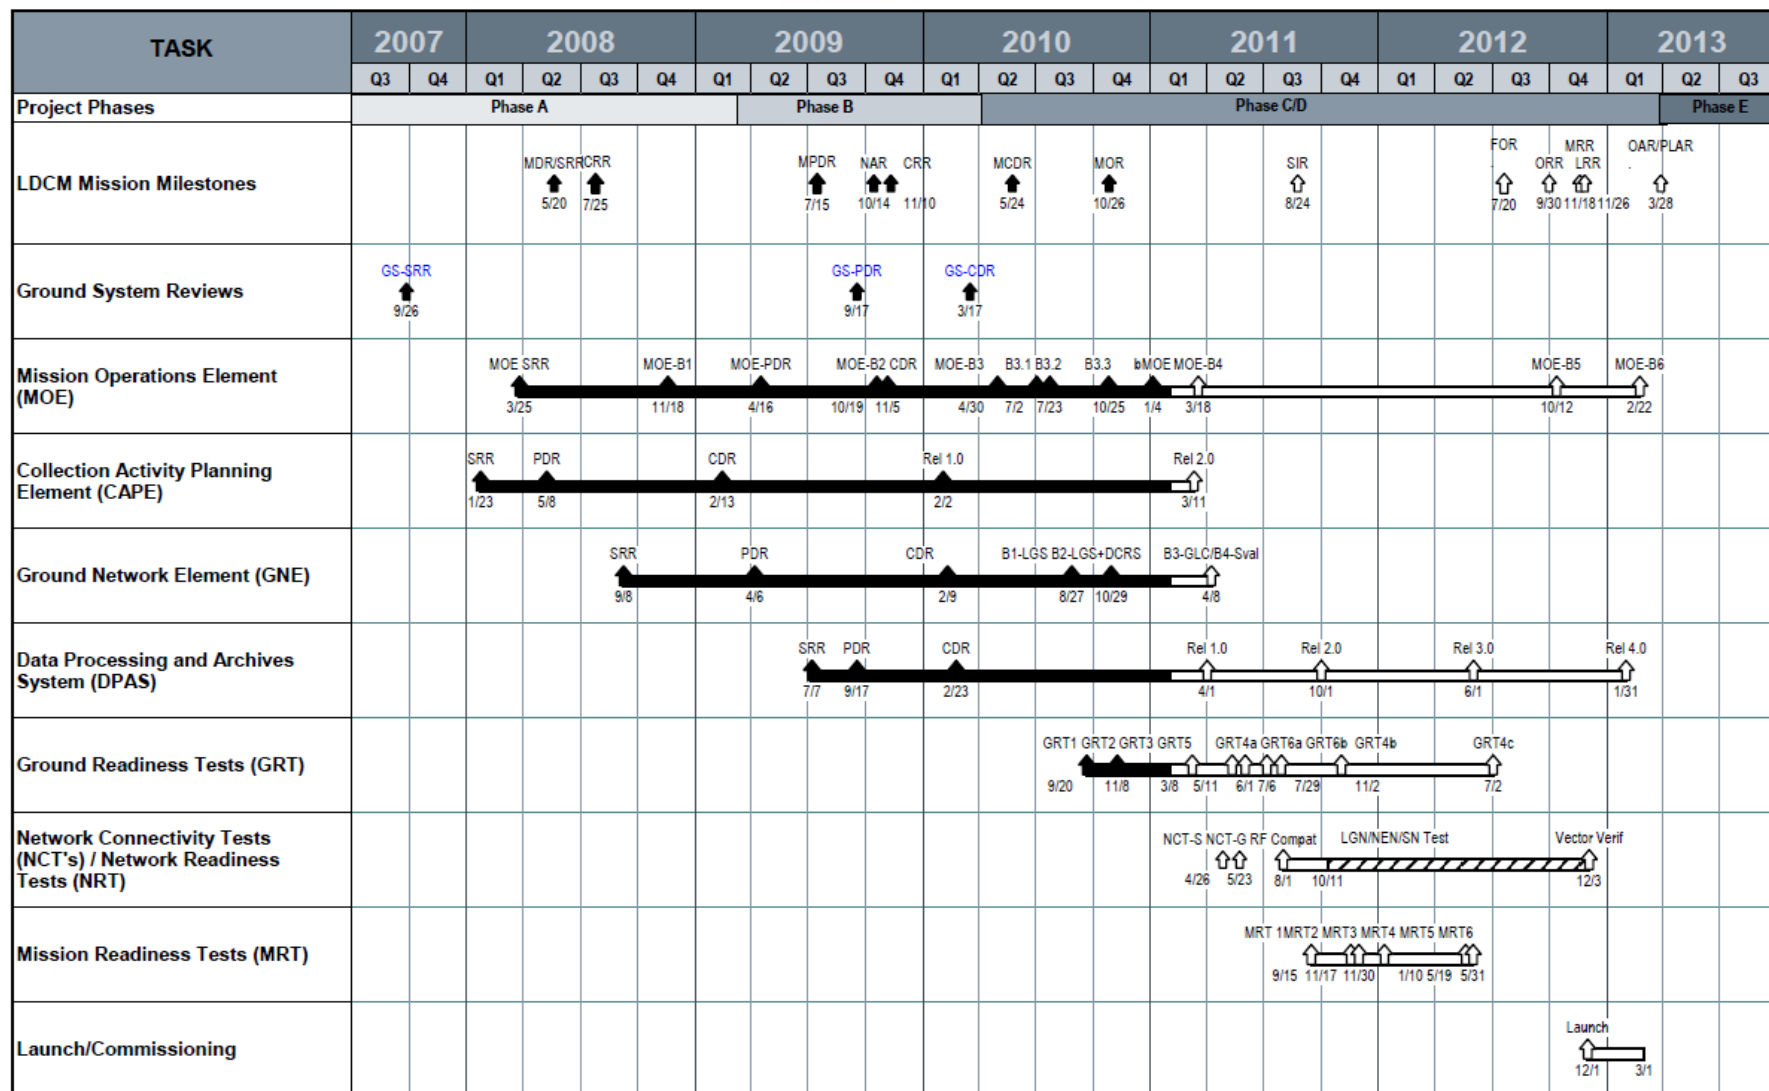 TASK 2007 2008 2009 2010 2011 2012 2013
Q3 Q4 Q1 Q2 Q3 Q4 Q1 Q2 Q3 Q4 Q1 Q2 Q3 Q4 Q1 Q2 Q3 Q4 Q1 Q2 Q3 Q4 Q1 Q2 Q3
Project Phases Phase A Phase B Phase C/D Phase E
FOR MRR OAR/PLAR
MDR/SRR CRR MPDR NAR CRR MCDR MOR SIR ORR LRR
LDCM Mission Milestones
5/20 7/25 7/15 10/14 11/10 5/24 10/26 8/24 7/20 9/30 11/18 11/26 3/28
GS-SRR GS-PDR GS-CDR
Ground System Reviews
9/26 9/17 3/17
MOE SRR MOE-B1 MOE-PDR MOE-B2 CDR MOE-B3 B3.1 B3.2 B3.3 bMOE MOE-B4 MOE-B5 MOE-B6
Mission Operations Element
(MOE)
3/25 11/18 4/16 10/19 11/5 4/30 7/2 7/23 10/25 1/4 3/18 10/12 2/22
SRR PDR CDR Rel 1.0 Rel 2.0
Collection Activity Planning
Element (CAPE)
1/23 5/8 2/13 2/2 3/11
SRR PDR CDR B1-LGS B2-LGS+DCRS B3-GLC/B4-Sval
Ground Network Element (GNE)
9/8 4/6 2/9 8/27 10/29 4/8
SRR PDR CDR Rel 1.0 Rel 2.0 Rel 3.0 Rel 4.0
Data Processing and Archives
System (DPAS)
7/7 9/17 2/23 4/1 10/1 6/1 1/31
GRT1 GRT2 GRT3 GRT5 GRT4a GRT6a GRT6b GRT4b GRT4c
Ground Readiness Tests (GRT)
9/20 11/8 3/8 5/11 6/1 7/6 7/29 11/2 7/2
NCT-S NCT-G RF Compat LGN/NEN/SN Test Vector Verif
Network Connectivity Tests
(NCT's) / Network Readiness
Tests (NRT)
4/26 5/23 8/1 10/11 12/3
MRT 1MRT2 MRT3 MRT4 MRT5 MRT6
Mission Readiness Tests (MRT)
9/15 11/17 11/30 1/10 5/19 5/31
Launch
Launch/Commissioning
12/1 3/1